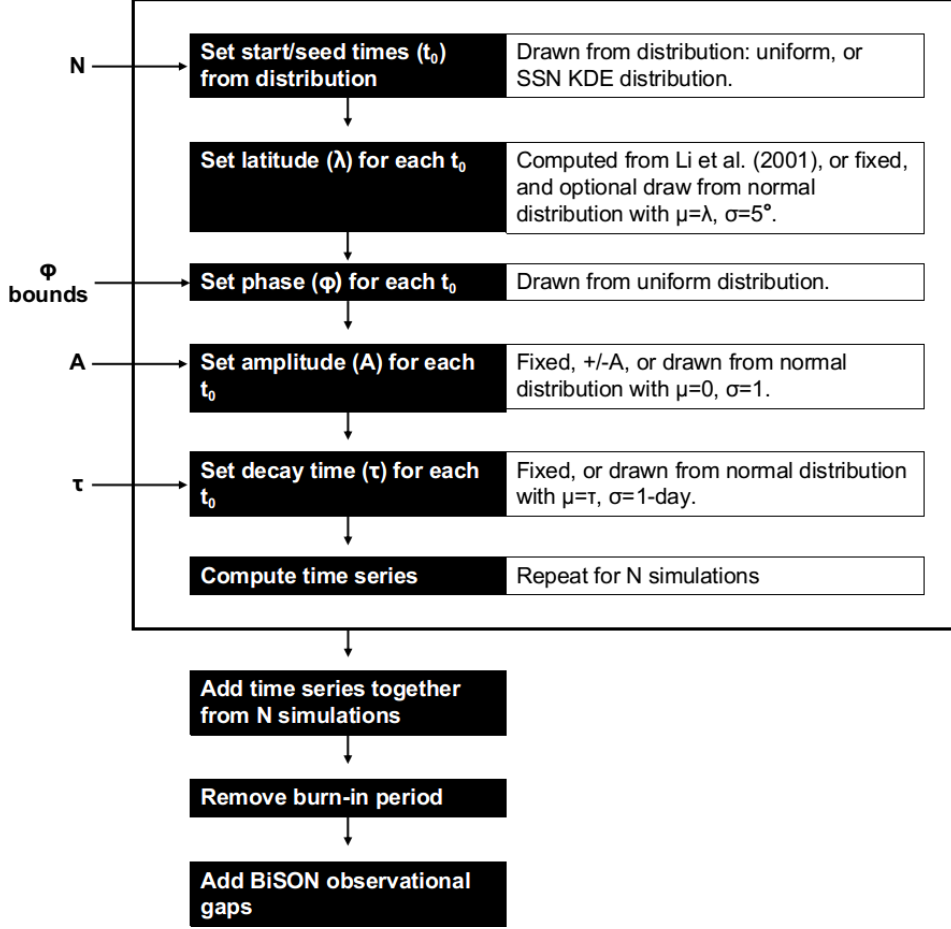 N
Set start/seed times (t₀)
from distribution
Drawn from distribution: uniform, or
SSN KDE distribution.
Set latitude (λ) for each t₀
Computed from Li et al. (2001), or fixed,
and optional draw from normal
distribution with μ=λ, σ=5°.
φ
bounds
Set phase (φ) for each t₀
Drawn from uniform distribution.
A
Set amplitude (A) for each
t₀
Fixed, +/-A, or drawn from normal
distribution with μ=0, σ=1.
τ
Set decay time (τ) for each
t₀
Fixed, or drawn from normal distribution
with μ=τ, σ=1-day.
Compute time series
Repeat for N simulations
Add time series together
from N simulations
Remove burn-in period
Add BiSON observational
gaps